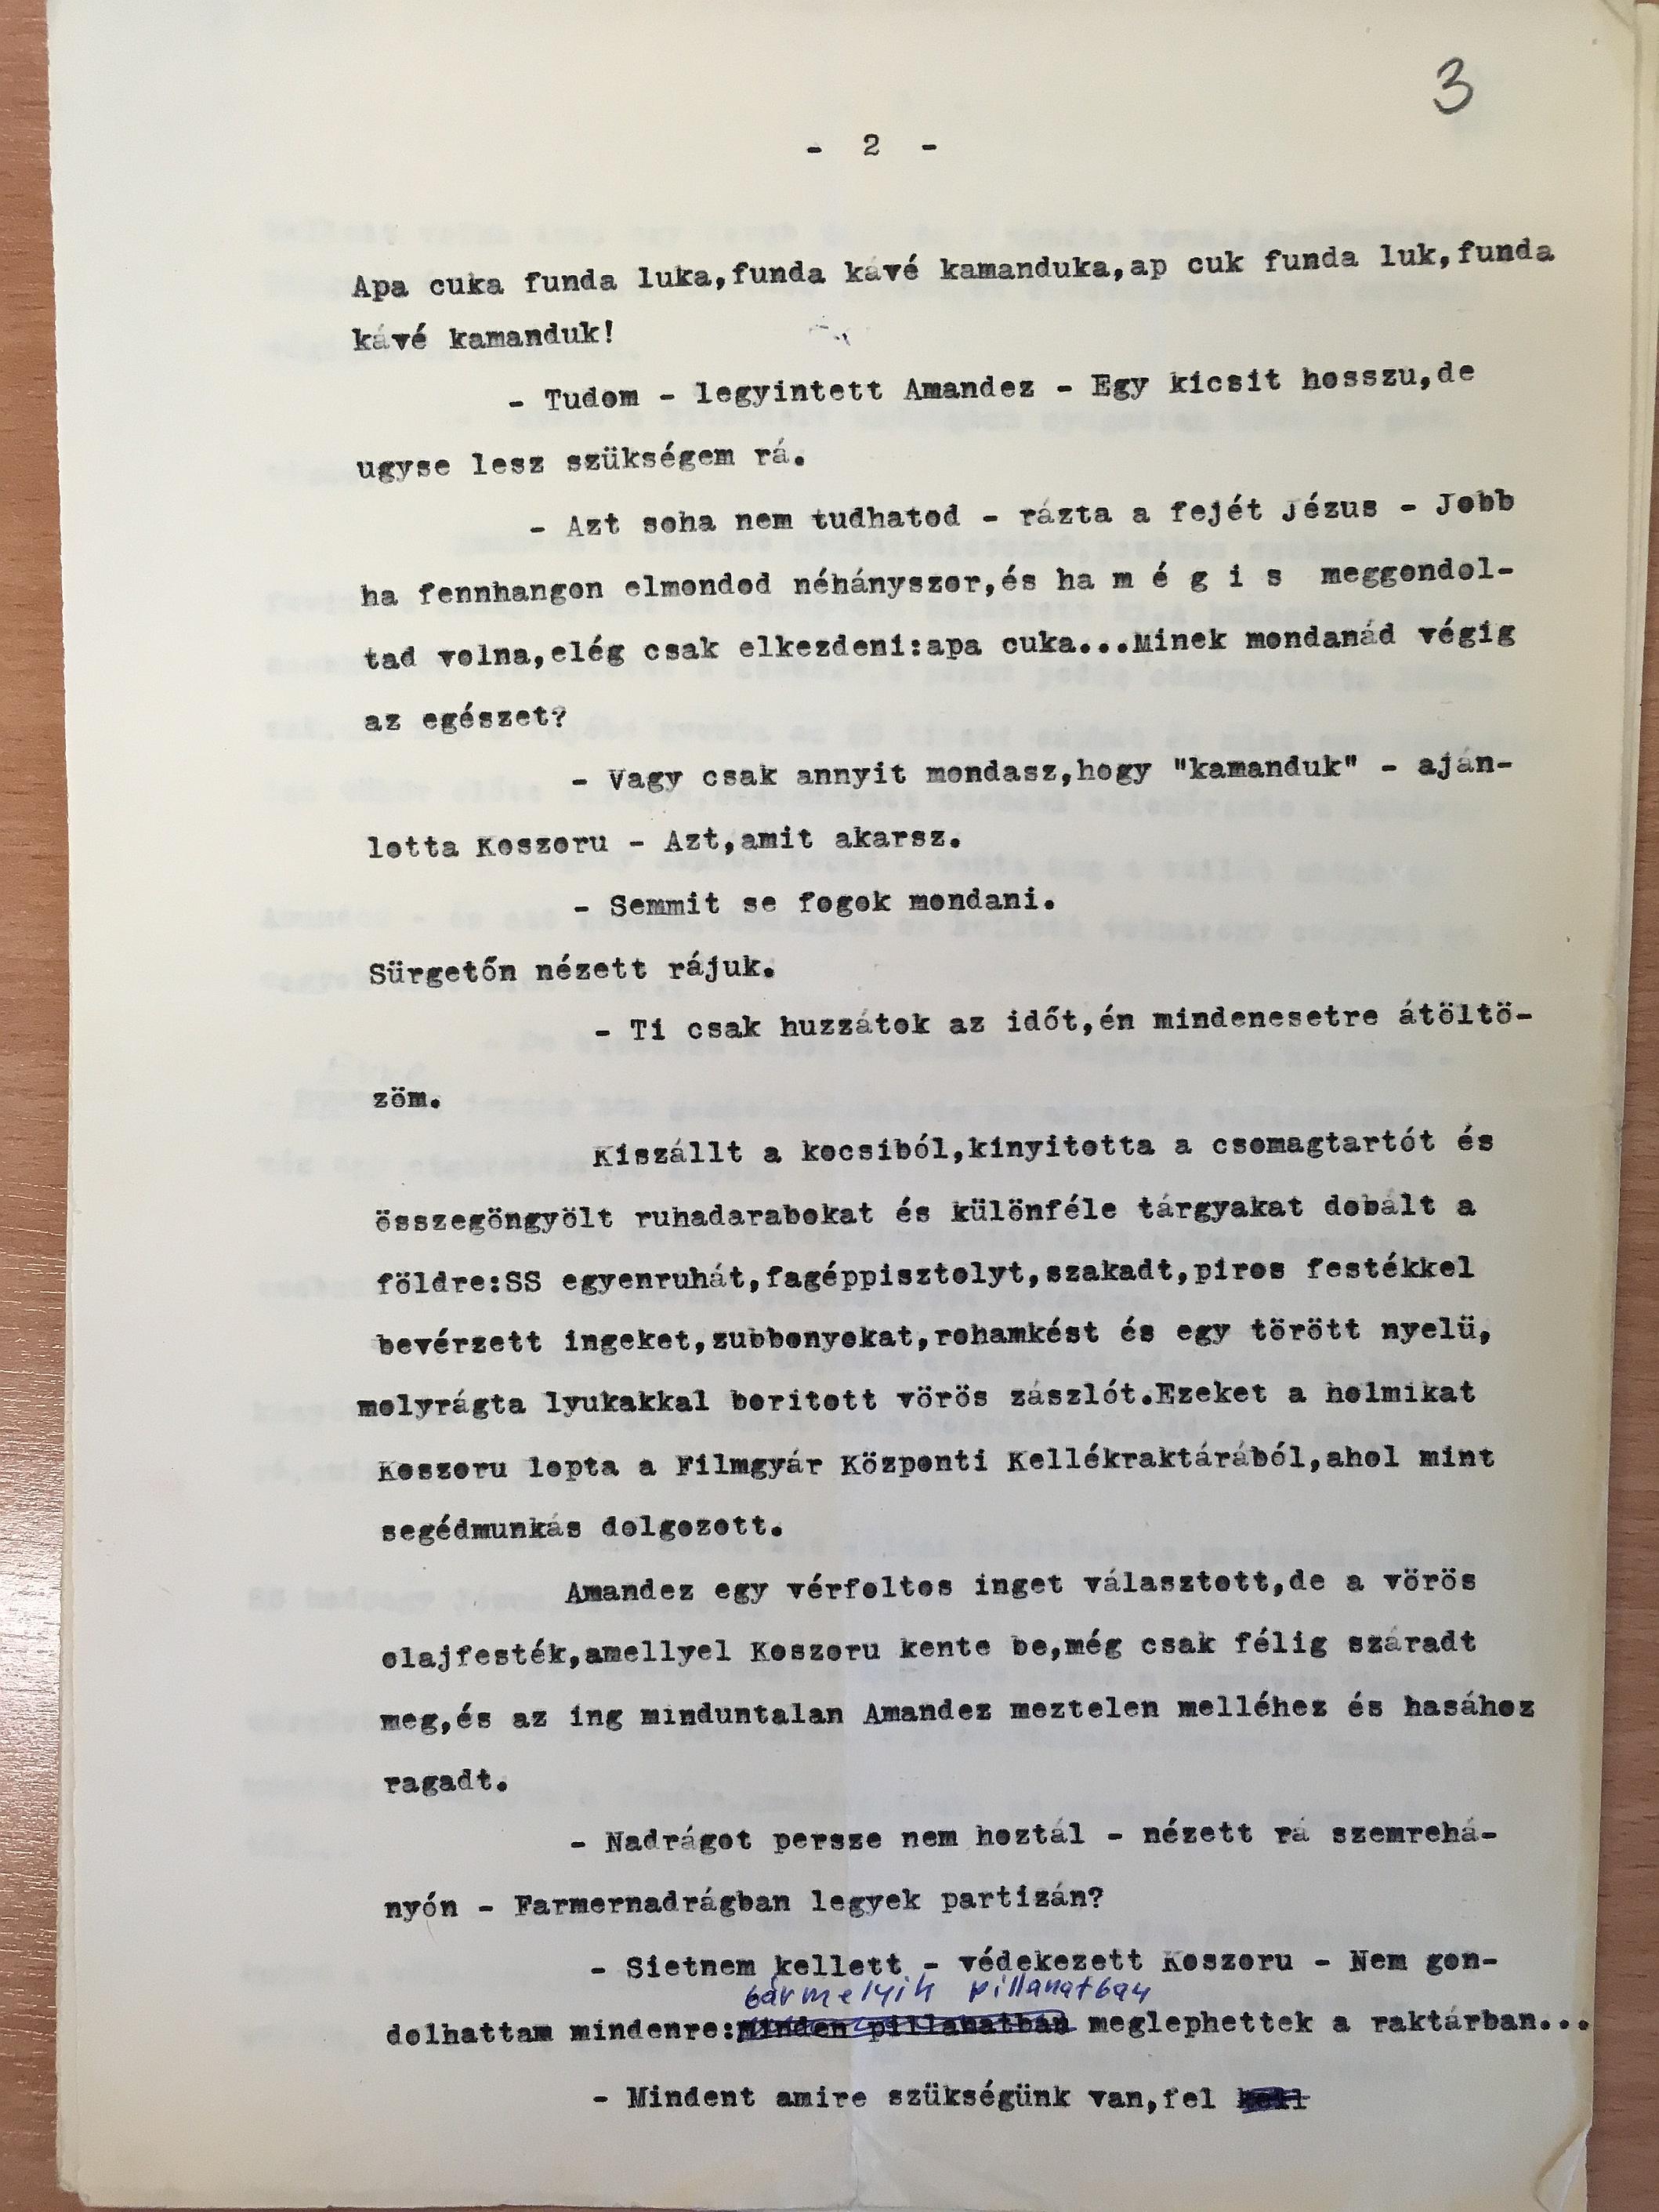 3
- 2 -
Apa cuka funda luka,funda kávé kamanduka,ap cuk funda luk,funda
kávé kamanduk!
- Tudom - legyintett Amandez - Egy kicsit hosszu,de
ugyse lesz szükségem rá.
- Azt soha nem tudhatod - rázta a fejét Jézus - Jobb
ha fennhangon elmondod néhányszor,és ha m é g i s meggondol-
tad volna,elég csak elkezdeni:apa cuka...Minek mondanád végig
az egészet?
- Vagy csak annyit mondasz,hogy "kamanduk" - aján-
lotta Koszoru - Azt,amit akarsz.
- Semmit se fogok mondani.
Sürgetőn nézett rájuk.
- Ti csak huzzátok az időt,én mindenesetre átöltö-
zöm.
Kiszállt a kocsiból,kinyitotta a csomagtartót és
összegöngyölt ruhadarabokat és különféle tárgyakat dobált a
földre:SS egyenruhát,fagéppisztolyt,szakadt,piros festékkel
bevérzett ingeket,zubbonyokat,rohamkést és egy törött nyelü,
molyrágta lyukakkal boritott vörös zászlót.Ezeket a holmikat
Koszoru lopta a Filmgyár Központi Kellékraktárából,ahol mint
segédmunkás dolgozott.
Amandez egy vérfoltos inget választott,de a vörös
olajfesték,amellyel Koszoru kente be,még csak félig száradt
meg,és az ing minduntalan Amandez meztelen melléhez és hasához
ragadt.
- Nadrágot persze nem hoztál - nézett rá szemrehá-
nyón - Farmernadrágban legyek partizán?
- Sietnem kellett - védekezett Koszoru - Nem gon-
bármelyik pillanatban
dolhattam mindenre:minden pillanatban meglephettek a raktárban...
- Mindent amire szükségünk van,fel kell